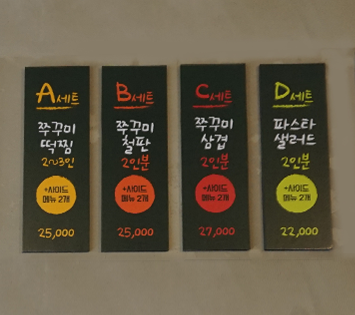 A세트
쭈꾸미
떡찜
2~3인
+사이드
메뉴 2개
25,000
B세트
쭈꾸미
철판
2인분
+사이드
메뉴 2개
25,000
C세트
쭈꾸미
삼겹
2인분
+사이드
메뉴 2개
27,000
D세트
파스타
샐러드
2인분
+사이드
메뉴 2개
22,000